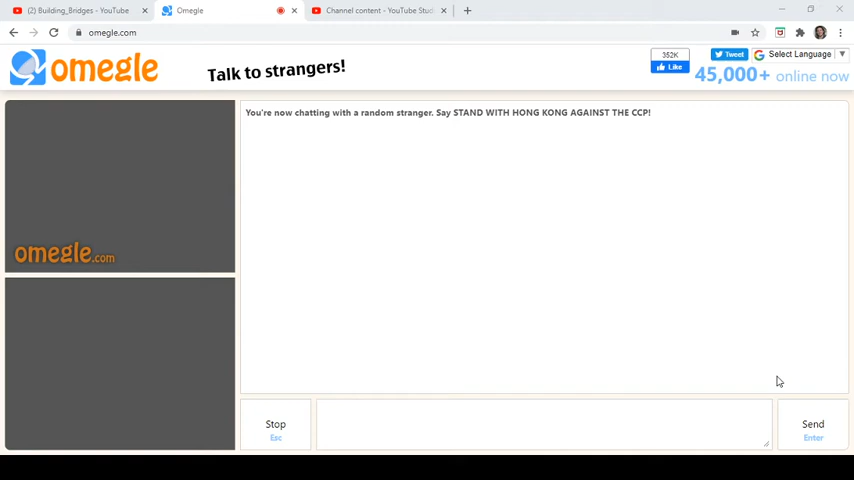 (2) Building_Bridges - YouTube
Omegle
Channel content - YouTube Stud
omegle.com
omegle
Talk to strangers!
352K
Like
Tweet
Select Language
45,000+ online now
You're now chatting with a random stranger. Say STAND WITH HONG KONG AGAINST THE CCP!
omegle.com
Stop
Esc
Send
Enter